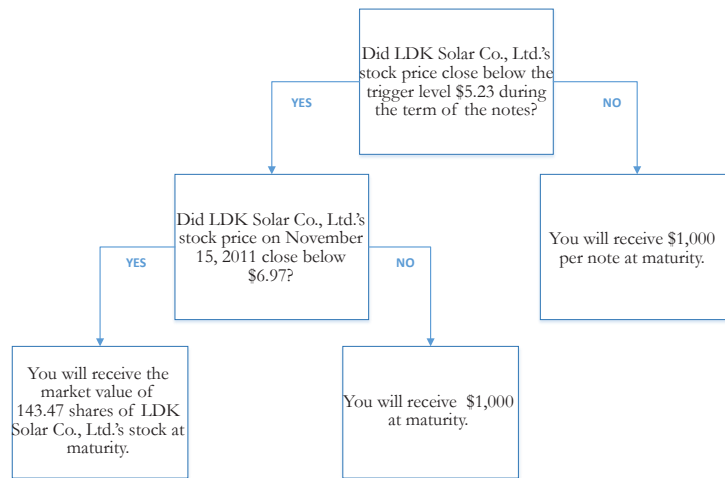 Did LDK Solar Co., Ltd.'s
stock price close below the
trigger level $5.23 during
the term of the notes?
YES
NO
Did LDK Solar Co., Ltd.'s
stock price on November
15, 2011 close below
$6.97?
You will receive $1,000
per note at maturity.
YES
NO
You will receive the
market value of
143.47 shares of LDK
Solar Co., Ltd.'s stock at
maturity.
You will receive $1,000
at maturity.